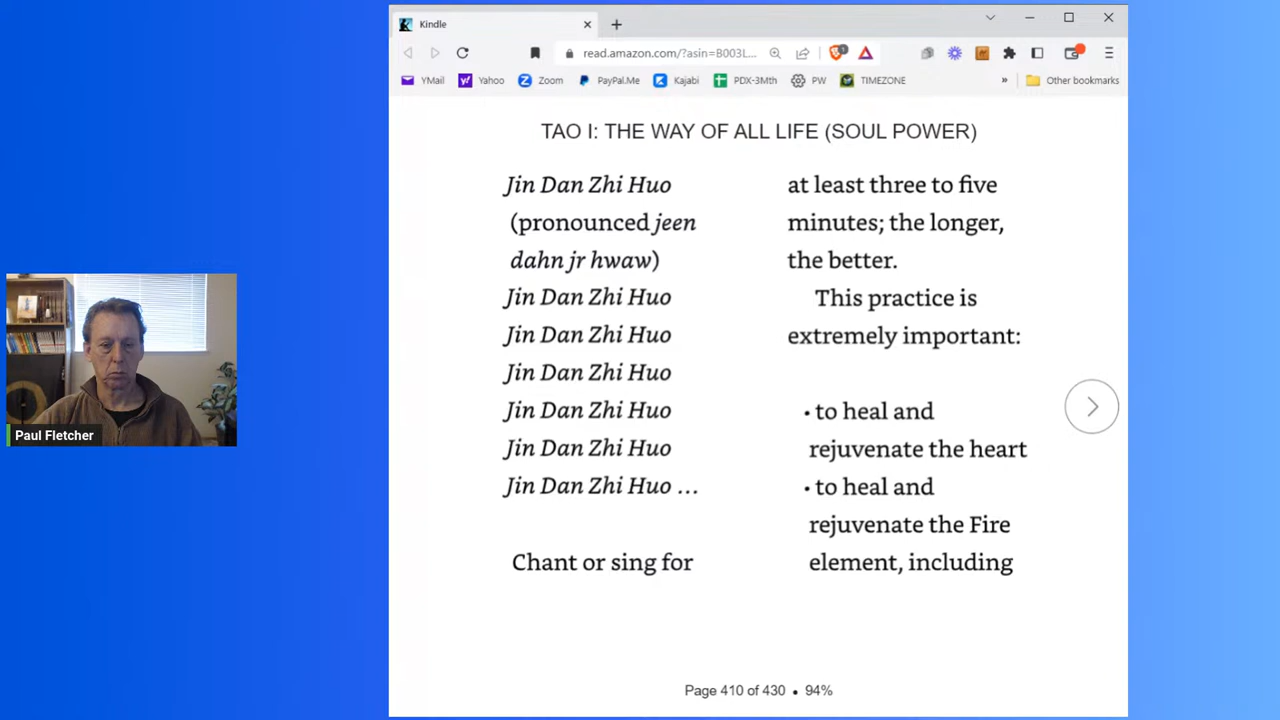 Kindle
read.amazon.com/?asin=B003L...
1
YMail
Yahoo
Zoom
PayPal.Me
Kajabi
PDX-3Mth
PW
TIMEZONE
»
Other bookmarks
TAO I: THE WAY OF ALL LIFE (SOUL POWER)
Jin Dan Zhi Huo
(pronounced jeen
dahn jr hwaw)
Jin Dan Zhi Huo
Jin Dan Zhi Huo
Jin Dan Zhi Huo
Jin Dan Zhi Huo
Jin Dan Zhi Huo
Jin Dan Zhi Huo ...
Chant or sing for
at least three to five
minutes; the longer,
the better.
This practice is
extremely important:
• to heal and
rejuvenate the heart
• to heal and
rejuvenate the Fire
element, including
Page 410 of 430 • 94%
Paul Fletcher